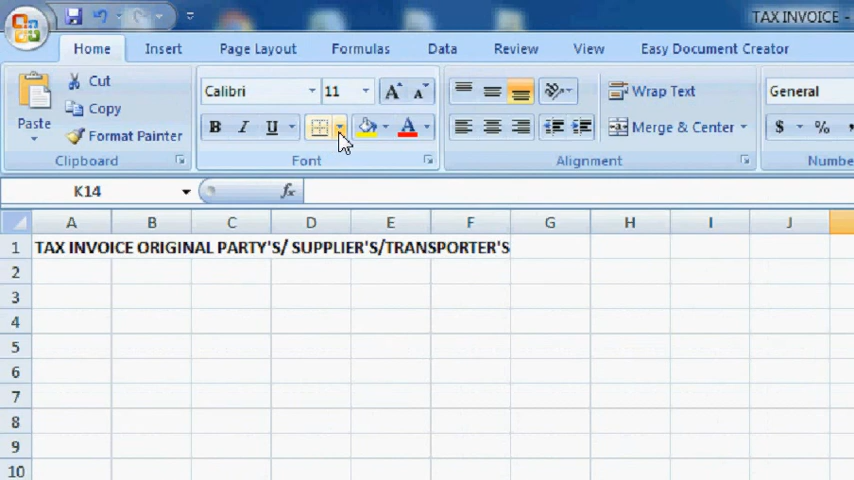 TAX INVOICE -
Home Insert Page Layout Formulas Data Review View Easy Document Creator
Paste
Cut
Copy
Format Painter
Clipboard
Calibri 11 A A
B I U A
Font
Wrap Text
Merge & Center
Alignment
General
$ %
Numbe
K14 fx
A B C D E F G H I J
1 TAX INVOICE ORIGINAL PARTY'S/ SUPPLIER'S/TRANSPORTER'S
2
3
4
5
6
7
8
9
10